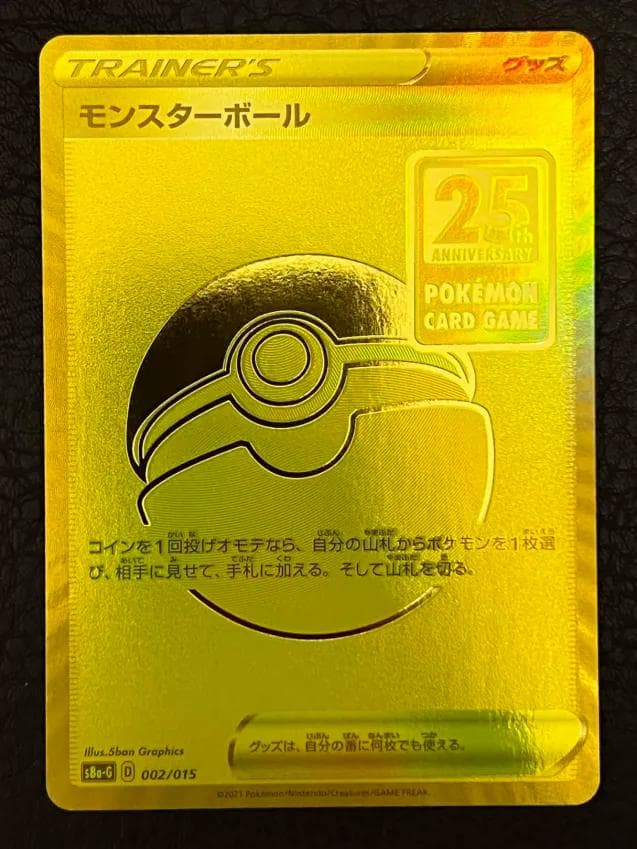 TRAINER'S
グッズ
モンスターボール
25th
ANNIVERSARY
POKÉMON
CARD GAME
コインを1回投げオモテなら、自分の山札からポケモンを1枚選
び、相手に見せて、手札に加える。そして山札を切る。
グッズは、自分の番に何枚でも使える。
Illus.5ban Graphics
s8a-G D 002/015
©2021 Pokémon/Nintendo/Creatures/GAME FREAK.